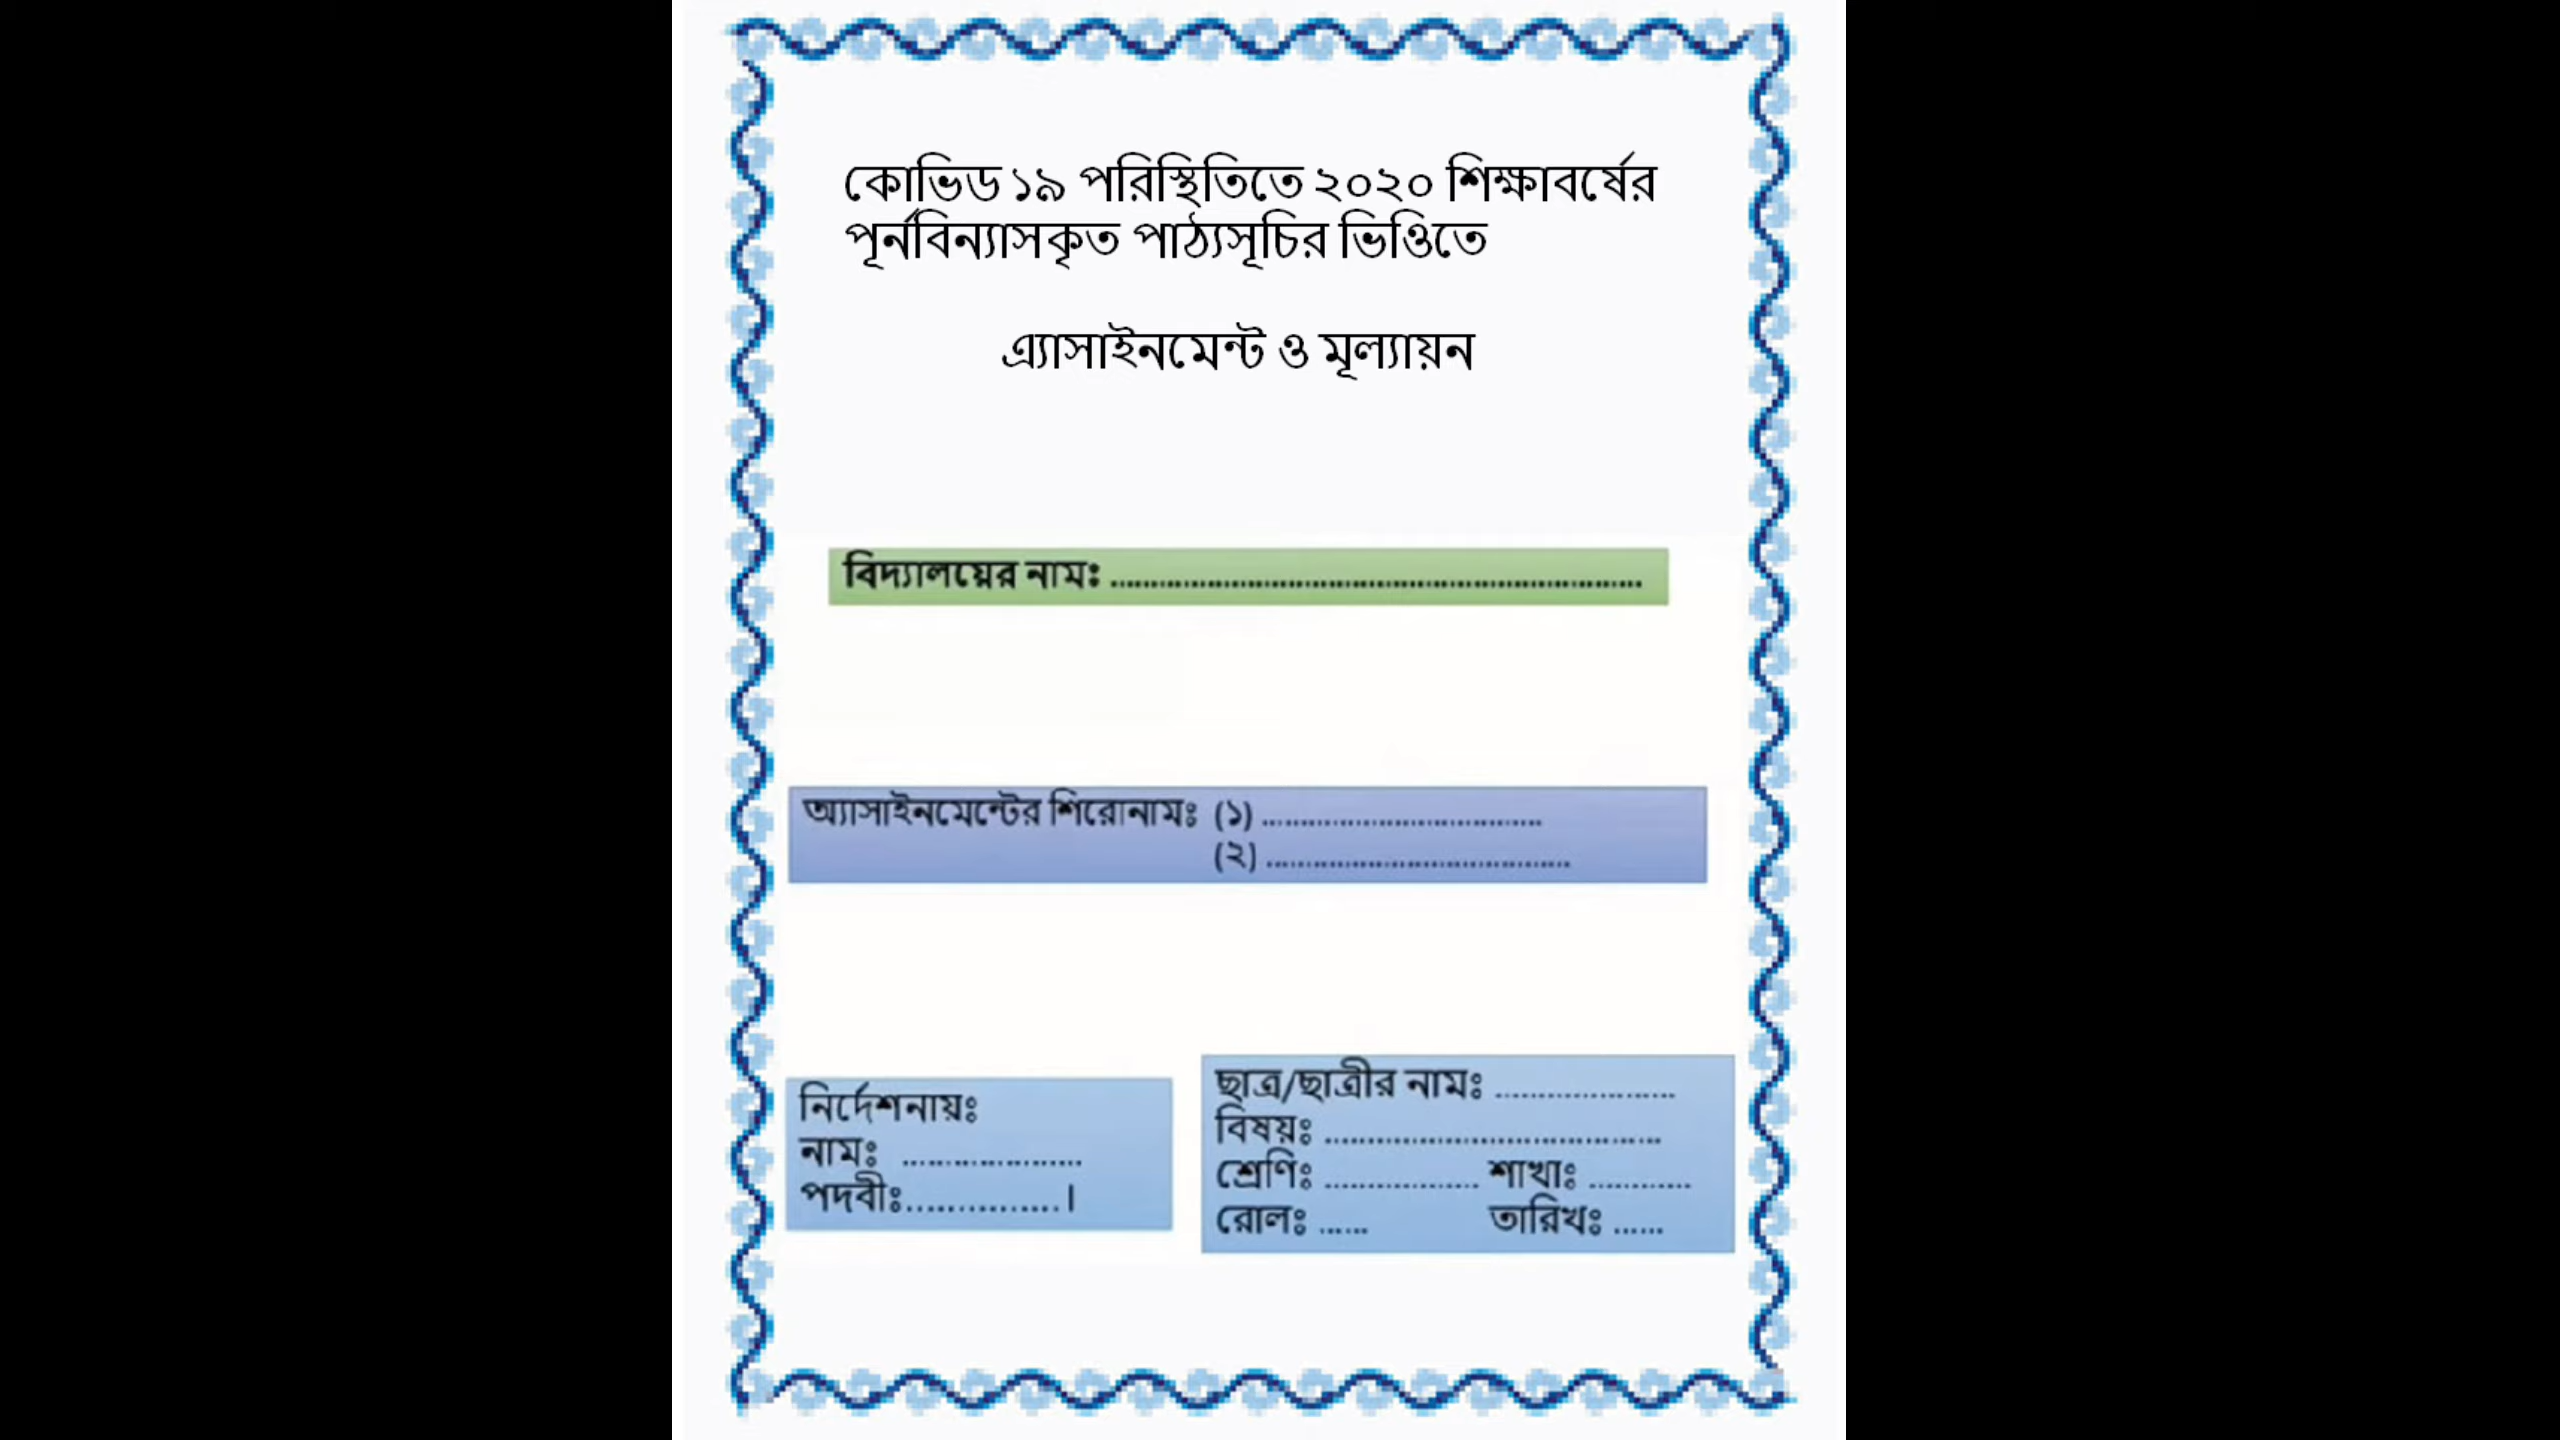 কোভিড ১৯ পরিস্থিতিতে ২০২০ শিক্ষাবর্ষের
পূর্নবিন্যাসকৃত পাঠ্যসূচির ভিওিতে
এ্যাসাইনমেন্ট ও মূল্যায়ন
বিদ্যালয়ের নামঃ ................................................................
অ্যাসাইনমেন্টের শিরোনামঃ (১) ......................................
(২) .........................................
নির্দেশনায়ঃ
নামঃ ........................
পদবীঃ.....................।
ছাত্র/ছাত্রীর নামঃ ........................
বিষয়ঃ .............................................
শ্রেণিঃ ..................... শাখাঃ .............
রোলঃ ...... তারিখঃ ......